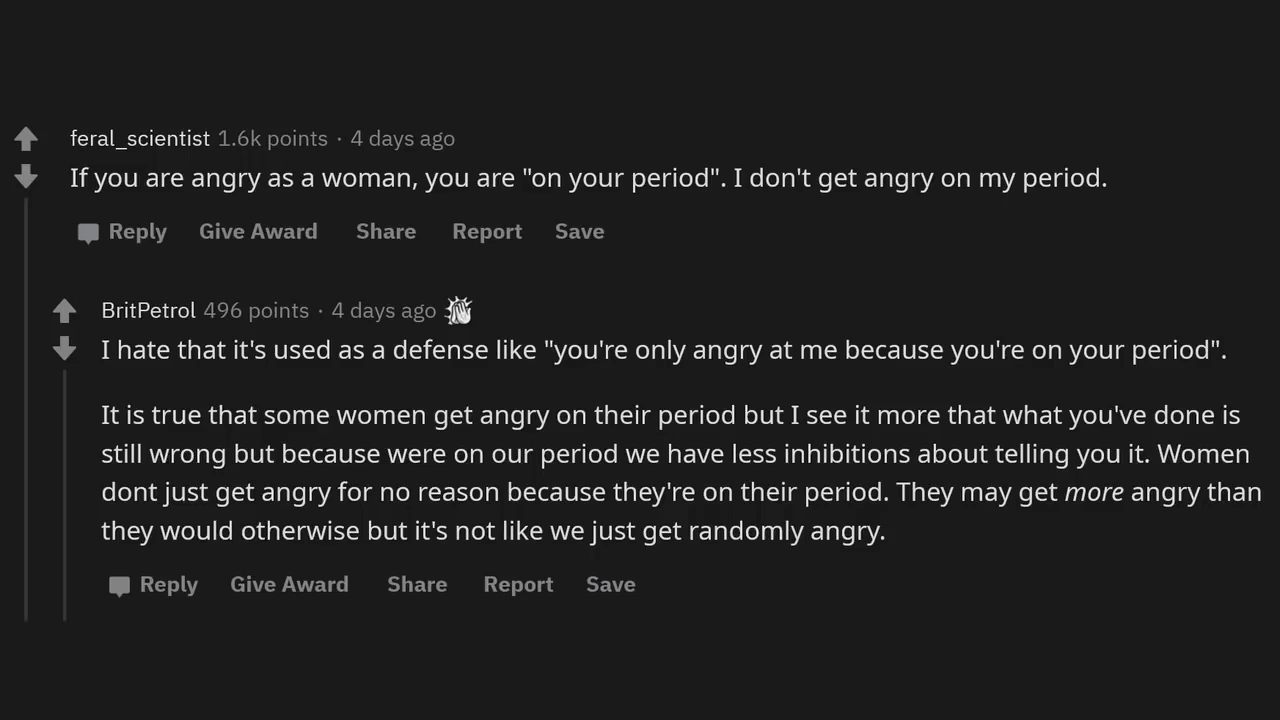 feral_scientist 1.6k points · 4 days ago
If you are angry as a woman, you are "on your period". I don't get angry on my period.
Reply Give Award Share Report Save
BritPetrol 496 points · 4 days ago
I hate that it's used as a defense like "you're only angry at me because you're on your period".
It is true that some women get angry on their period but I see it more that what you've done is
still wrong but because were on our period we have less inhibitions about telling you it. Women
dont just get angry for no reason because they're on their period. They may get more angry than
they would otherwise but it's not like we just get randomly angry.
Reply Give Award Share Report Save